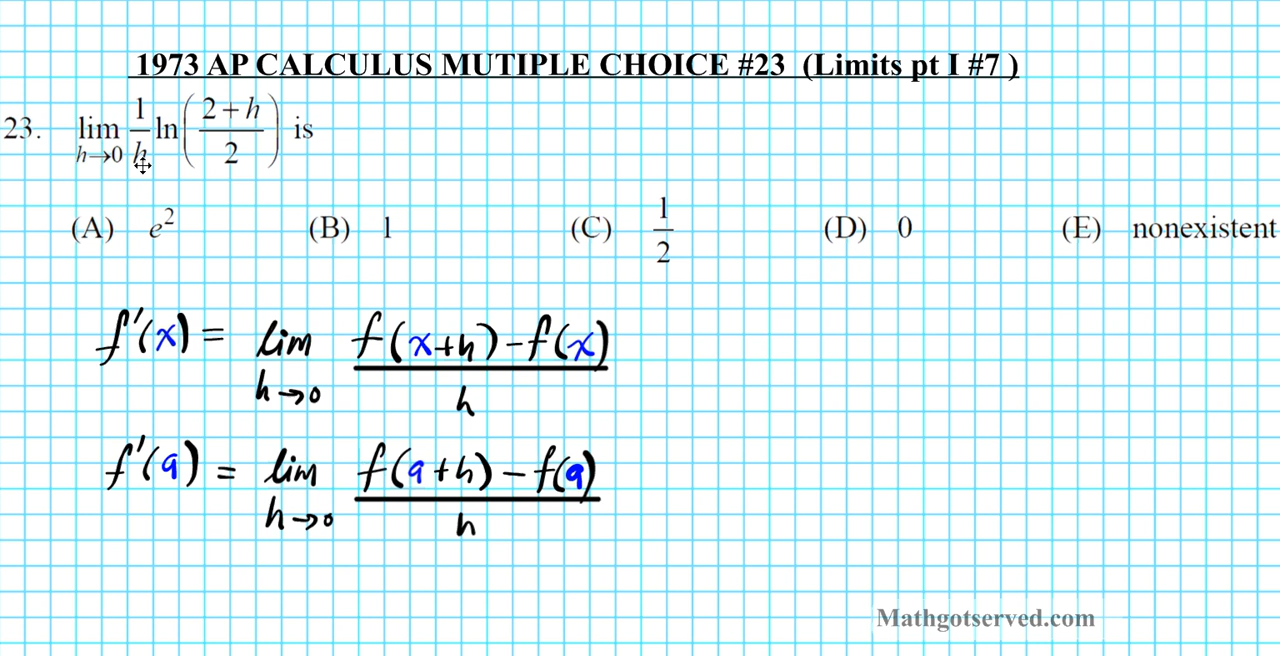 1973 AP CALCULUS MUTIPLE CHOICE #23 (Limits pt I #7 )
23. lim h→0 1/h ln( (2+h)/2 ) is
(A) e² (B) 1 (C) 1/2 (D) 0 (E) nonexistent
f'(x) = lim h→0 (f(x+h)-f(x))/h
f'(a) = lim h→0 (f(a+h)-f(a))/h
Mathgotserved.com